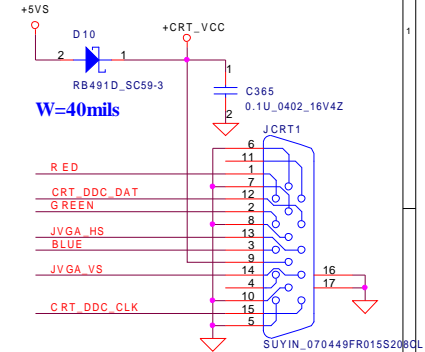 +5VS
D10
+CRT_VCC
1
2
1
1
RB491D_SC59-3
C365
0.1U_0402_16V4Z
W=40mils
2
JCRT1
6
11
RED
1
7
CRT_DDC_DAT
12
GREEN
2
8
JVGA_HS
13
BLUE
3
9
JVGA_VS
14
16
4
17
10
CRT_DDC_CLK
15
5
SUYIN_070449FR015S208CL